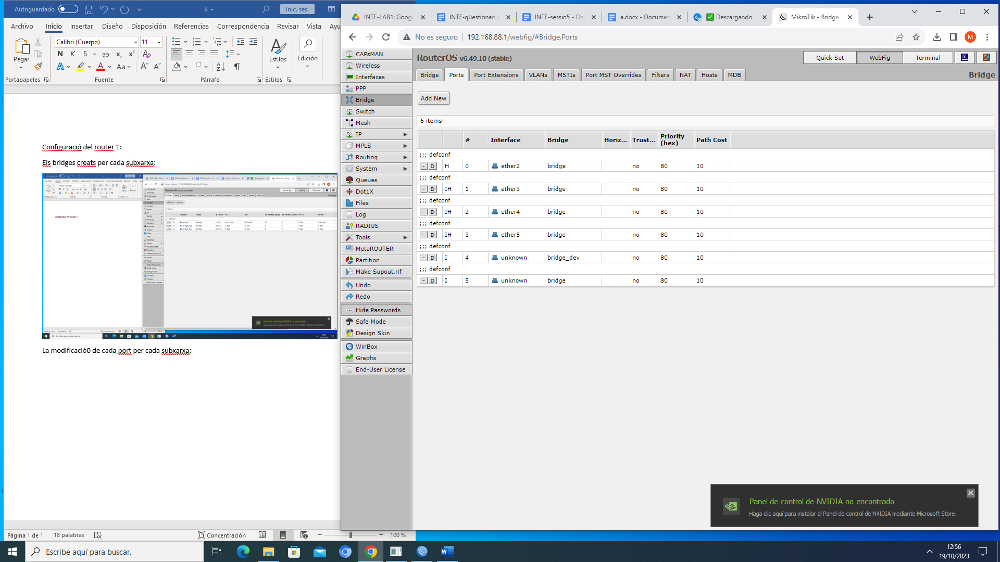 Autoguardado
S
Inic. ses.
Archivo Inicio Insertar Diseño Disposición Referencias Correspondencia Revisar Vista Ayu
Pegar
Calibri (Cuerpo) 11
Estilos
Edición
Portapapeles Fuente Párrafo Estilos
Configuració del router 1:
Els bridges creats per cada subxarxa:
La modificació0 de cada port per cada subxarxa:
Página 1 de 1 18 palabras Concentración 100 %
INTE-LAB1: Googl
INTE-qüestionari s
INTE-sessio5 - Do
a.docx - Documen
Descargando
MikroTik - Bridge
No es seguro 192.168.88.1/webfig/#Bridge.Ports
M
CAPsMAN
Wireless
Interfaces
PPP
Bridge
Switch
Mesh
IP
MPLS
Routing
System
Queues
Dot1X
Files
Log
RADIUS
Tools
MetaROUTER
Partition
Make Supout.rif
Undo
Redo
Hide Passwords
Safe Mode
Design Skin
WinBox
Graphs
End-User License
RouterOS v6.49.10 (stable)
Quick Set WebFig Terminal
Bridge Ports Port Extensions VLANs MSTIs Port MST Overrides Filters NAT Hosts MDB
Bridge
Add New
6 items
# Interface Bridge Horiz... Trust... Priority (hex) Path Cost
;;; defconf
- D H 0 ether2 bridge no 80 10
;;; defconf
- D IH 1 ether3 bridge no 80 10
;;; defconf
- D IH 2 ether4 bridge no 80 10
;;; defconf
- D IH 3 ether5 bridge no 80 10
;;; defconf
- D I 4 unknown bridge_dev no 80 10
;;; defconf
- D I 5 unknown bridge no 80 10
Panel de control de NVIDIA no encontrado
Haga clic aquí para instalar el Panel de control de NVIDIA mediante Microsoft Store.
Escribe aquí para buscar.
12:56
19/10/2023